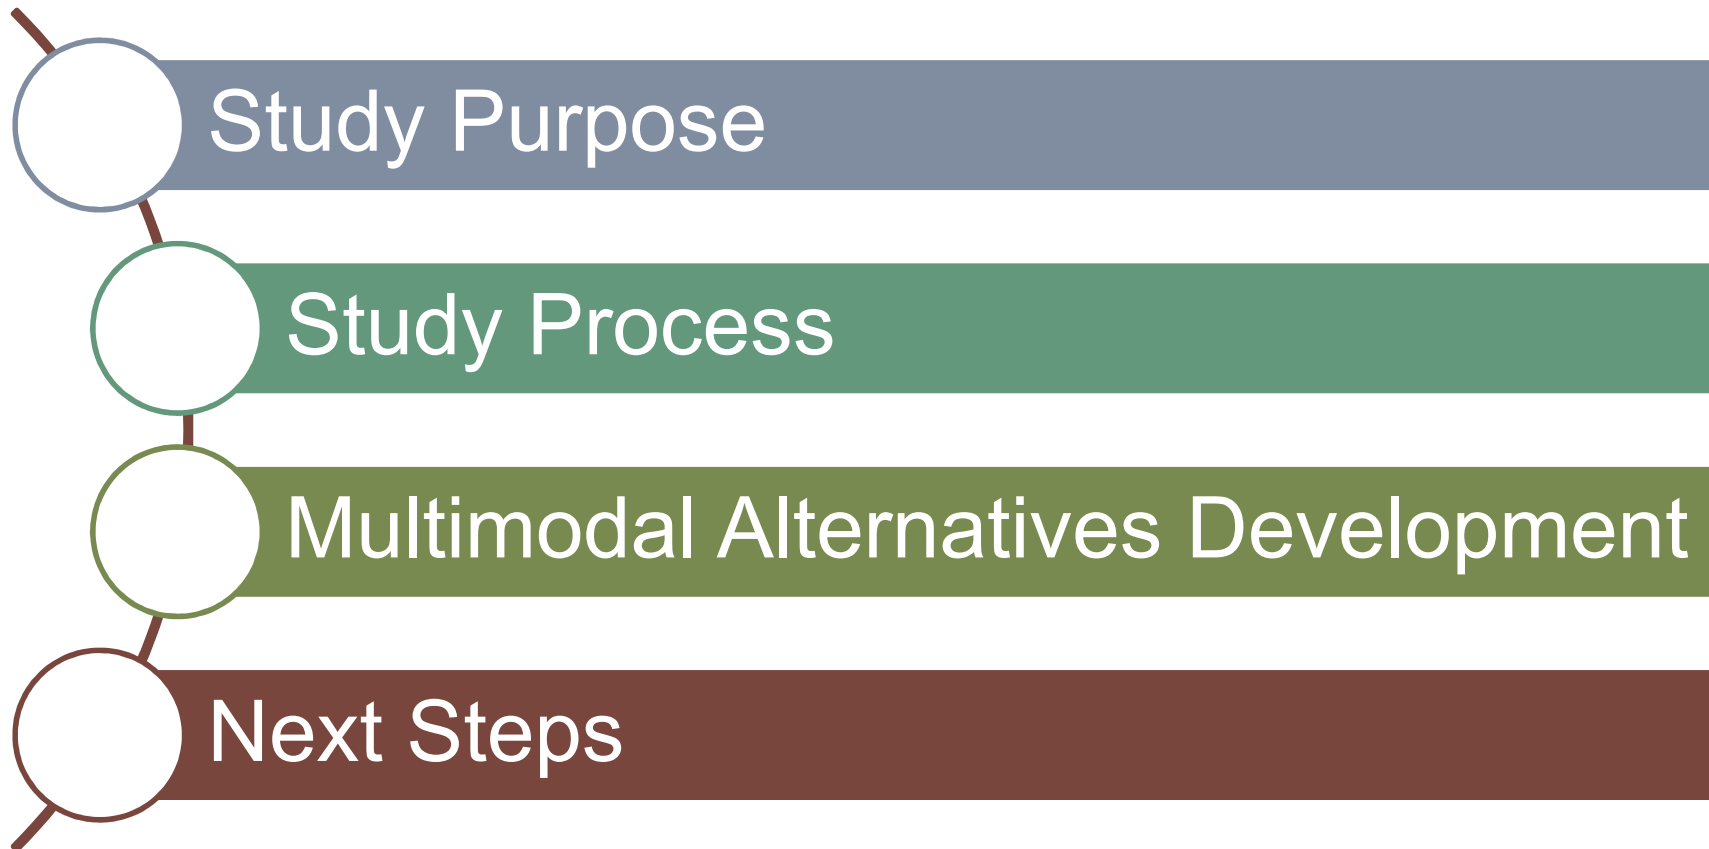 Study Purpose
Study Process
Multimodal Alternatives Development
Next Steps